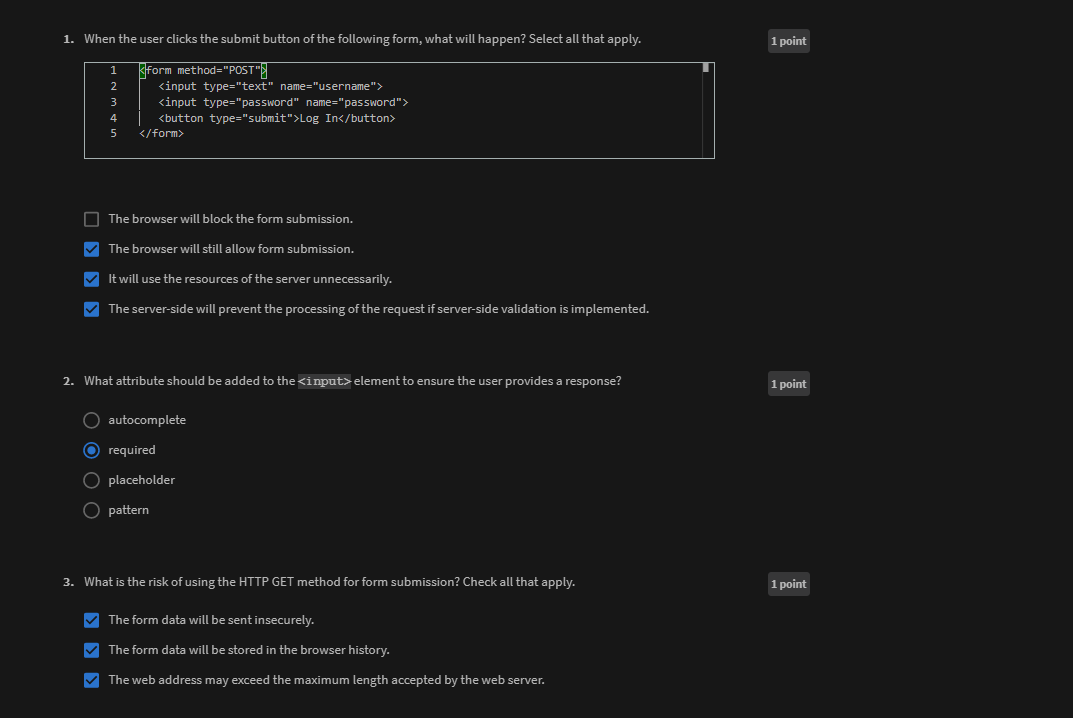 1. When the user clicks the submit button of the following form, what will happen? Select all that apply.
1 point
1 <form method="POST">
2 <input type="text" name="username">
3 <input type="password" name="password">
4 <button type="submit">Log In</button>
5 </form>
The browser will block the form submission.
The browser will still allow form submission.
It will use the resources of the server unnecessarily.
The server-side will prevent the processing of the request if server-side validation is implemented.
2. What attribute should be added to the <input> element to ensure the user provides a response?
1 point
autocomplete
required
placeholder
pattern
3. What is the risk of using the HTTP GET method for form submission? Check all that apply.
1 point
The form data will be sent insecurely.
The form data will be stored in the browser history.
The web address may exceed the maximum length accepted by the web server.